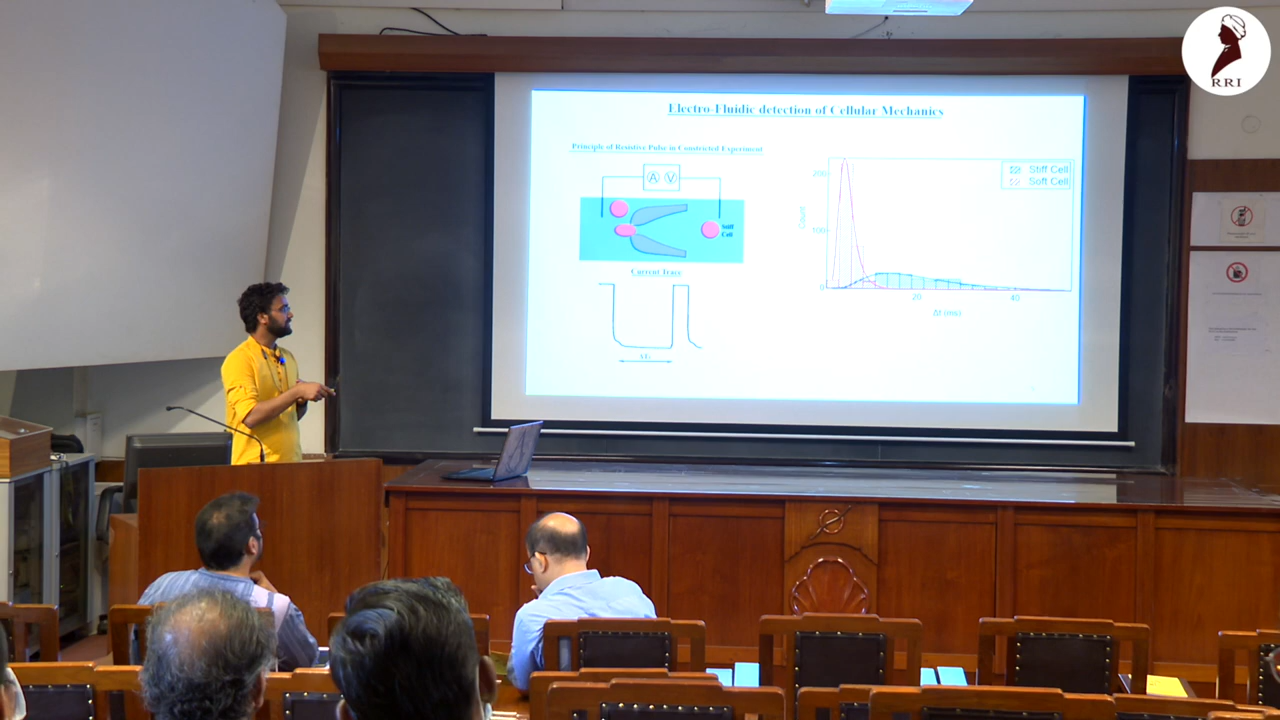 RRI
Electro-Fluidic detection of Cellular Mechanics
Principle of Resistive Pulse in Constricted Experiment
A V
Stiff
Cell
Current Trace
Stiff Cell
Soft Cell
Count
200
100
0
20
40
Δt (ms)